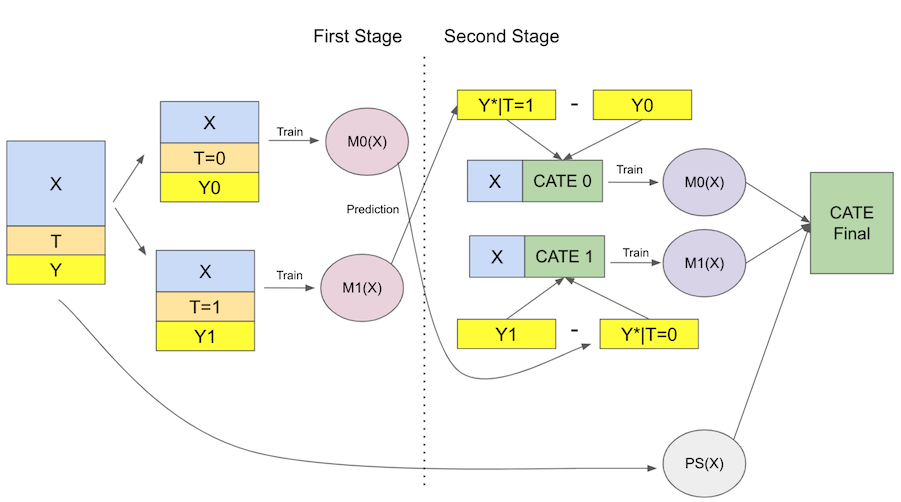 First Stage
Second Stage
X
T
Y
X
T=0
Y0
Train
M0(X)
X
T=1
Y1
Train
M1(X)
Prediction
Y*|T=1
-
Y0
X
CATE 0
Train
M0(X)
X
CATE 1
Train
M1(X)
Y1
-
Y*|T=0
PS(X)
CATE
Final